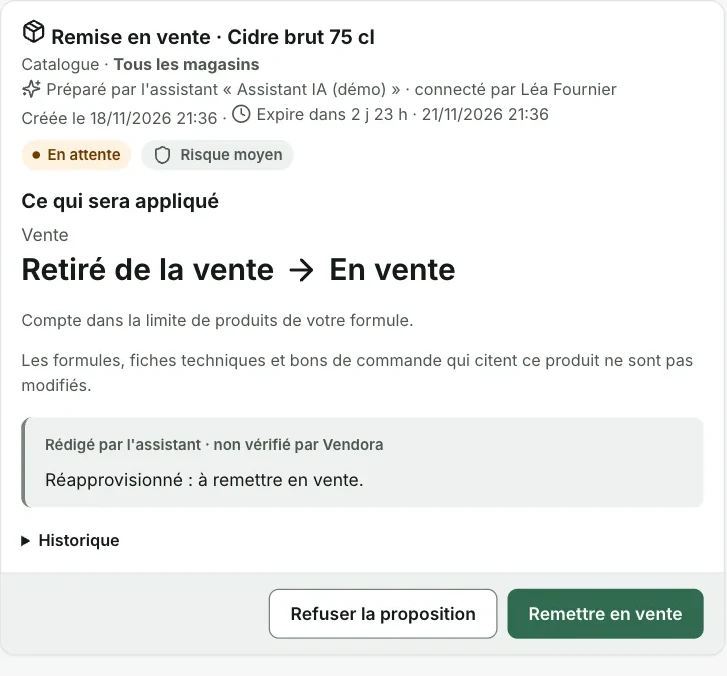 Remise en vente · Cidre brut 75 cl
Catalogue · Tous les magasins
Préparé par l'assistant « Assistant IA (démo) » · connecté par Léa Fournier
Créée le 18/11/2026 21:36 · Expire dans 2 j 23 h · 21/11/2026 21:36
En attente Risque moyen
Ce qui sera appliqué
Vente
Retiré de la vente → En vente
Compte dans la limite de produits de votre formule.
Les formules, fiches techniques et bons de commande qui citent ce produit ne sont pas
modifiés.
Rédigé par l'assistant · non vérifié par Vendora
Réapprovisionné : à remettre en vente.
Historique
Refuser la proposition Remettre en vente